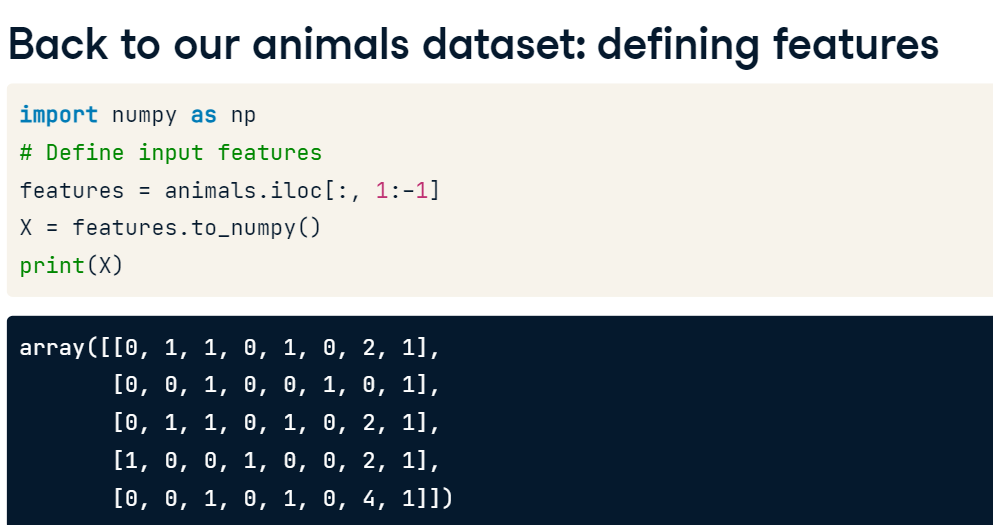 Back to our animals dataset: defining features
import numpy as np
# Define input features
features = animals.iloc[:, 1:-1]
X = features.to_numpy()
print(X)
array([[0, 1, 1, 0, 1, 0, 2, 1],
       [0, 0, 1, 0, 0, 1, 0, 1],
       [0, 1, 1, 0, 1, 0, 2, 1],
       [1, 0, 0, 1, 0, 0, 2, 1],
       [0, 0, 1, 0, 1, 0, 4, 1]])